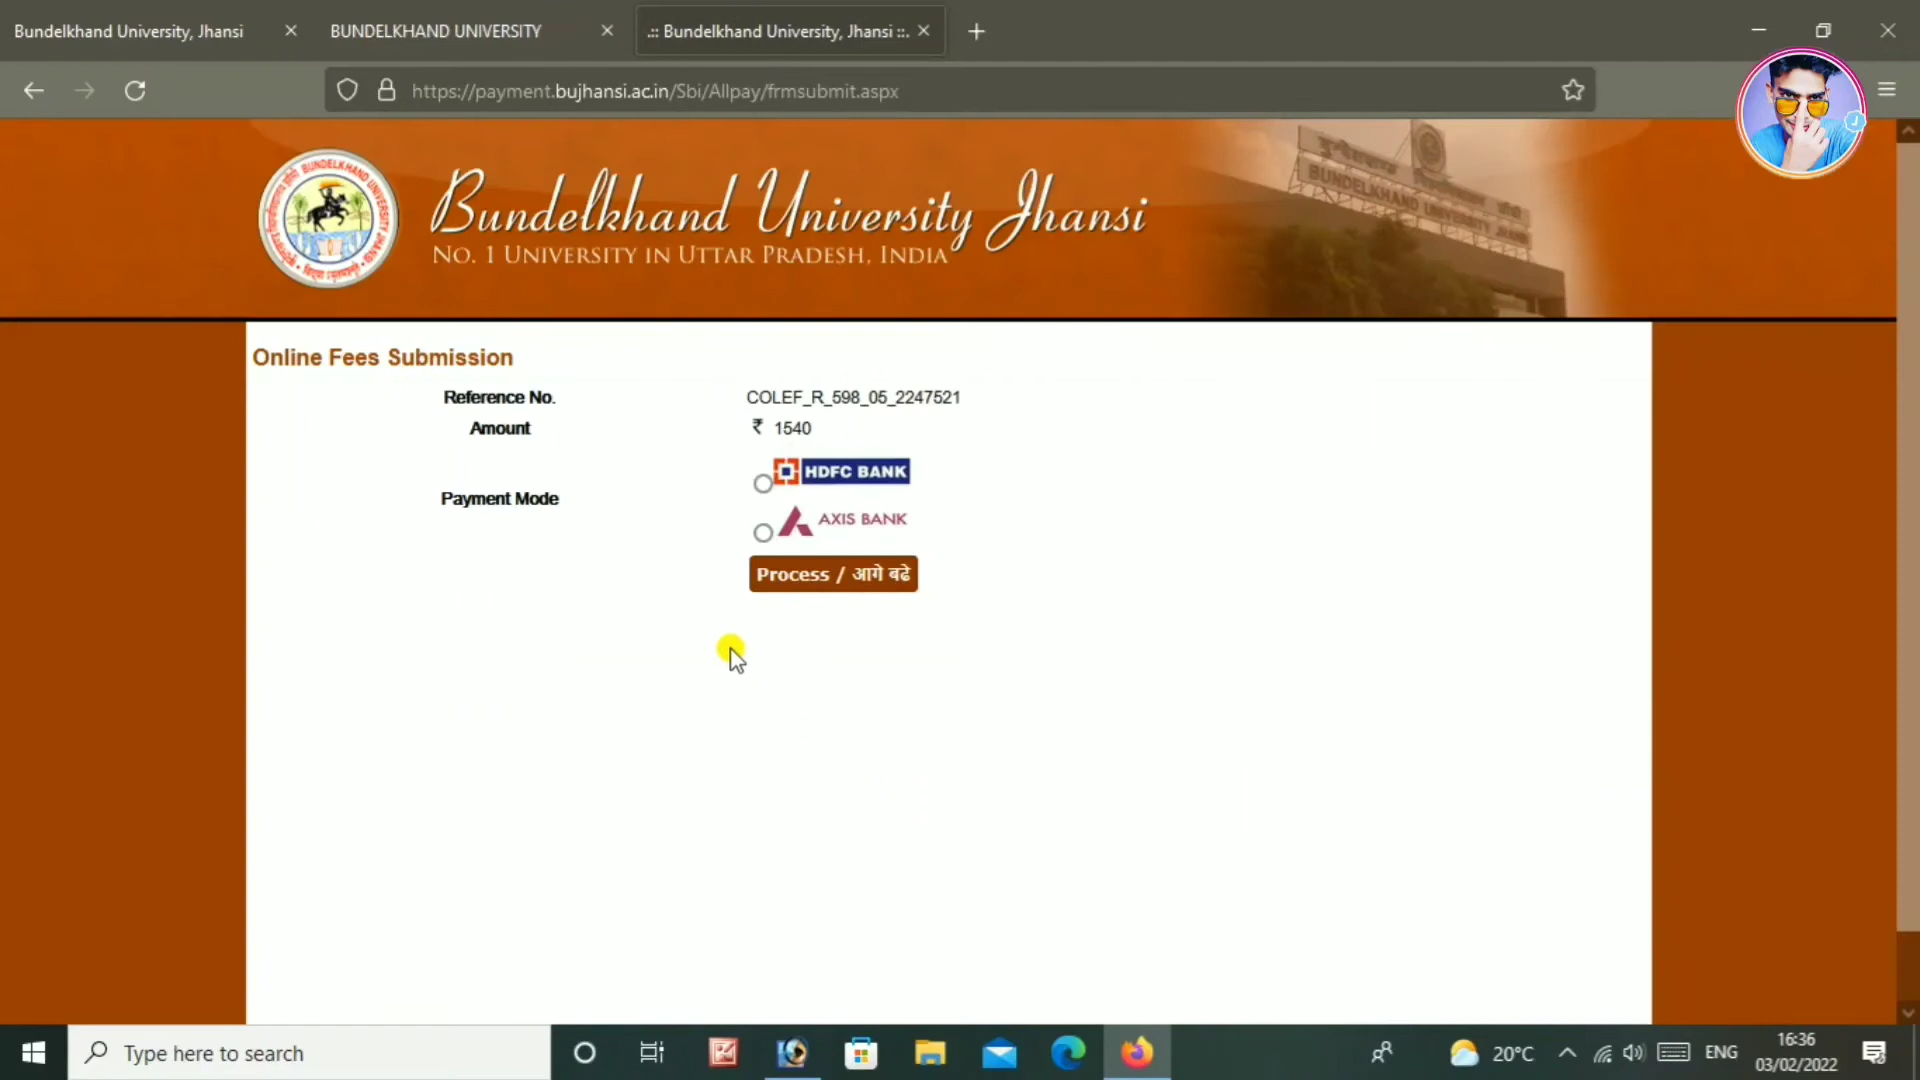 Bundelkhand University, Jhansi
BUNDELKHAND UNIVERSITY
.:: Bundelkhand University, Jhansi ::.
https://payment.bujhansi.ac.in/Sbi/Allpay/frmsubmit.aspx
Bundelkhand University Jhansi
NO. 1 UNIVERSITY IN UTTAR PRADESH, INDIA
BUNDELKHAND UNIVERSITY JHANSI
Online Fees Submission
Reference No. COLEF_R_598_05_2247521
Amount ₹ 1540
HDFC BANK
Payment Mode
AXIS BANK
Process / आगे बढे
Type here to search
20°C
ENG
16:36
03/02/2022